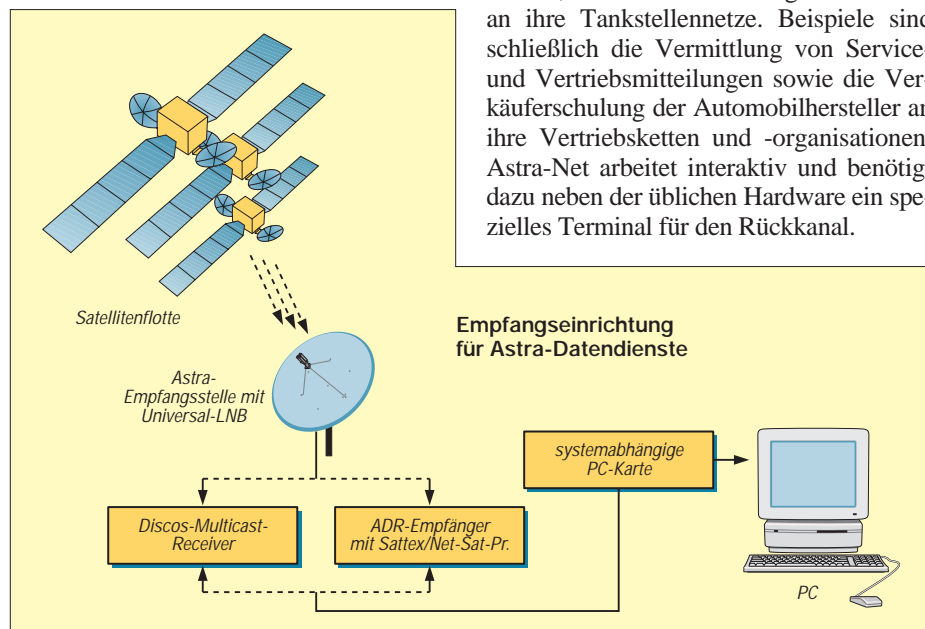 an ihre Tankstellennetze. Beispiele sind
schließlich die Vermittlung von Service-
und Vertriebsmitteilungen sowie die Ver-
käuferschulung der Automobilhersteller an
ihre Vertriebsketten und -organisationen
Astra-Net arbeitet interaktiv und benötig
dazu neben der üblichen Hardware ein spe-
zielles Terminal für den Rückkanal.
Satellitenflotte
Empfangseinrichtung
für Astra-Datendienste
Astra-
Empfangsstelle mit
Universal-LNB
systemabhängige
PC-Karte
Discos-Multicast-
Receiver
ADR-Empfänger
mit Sattex/Net-Sat-Pr.
PC